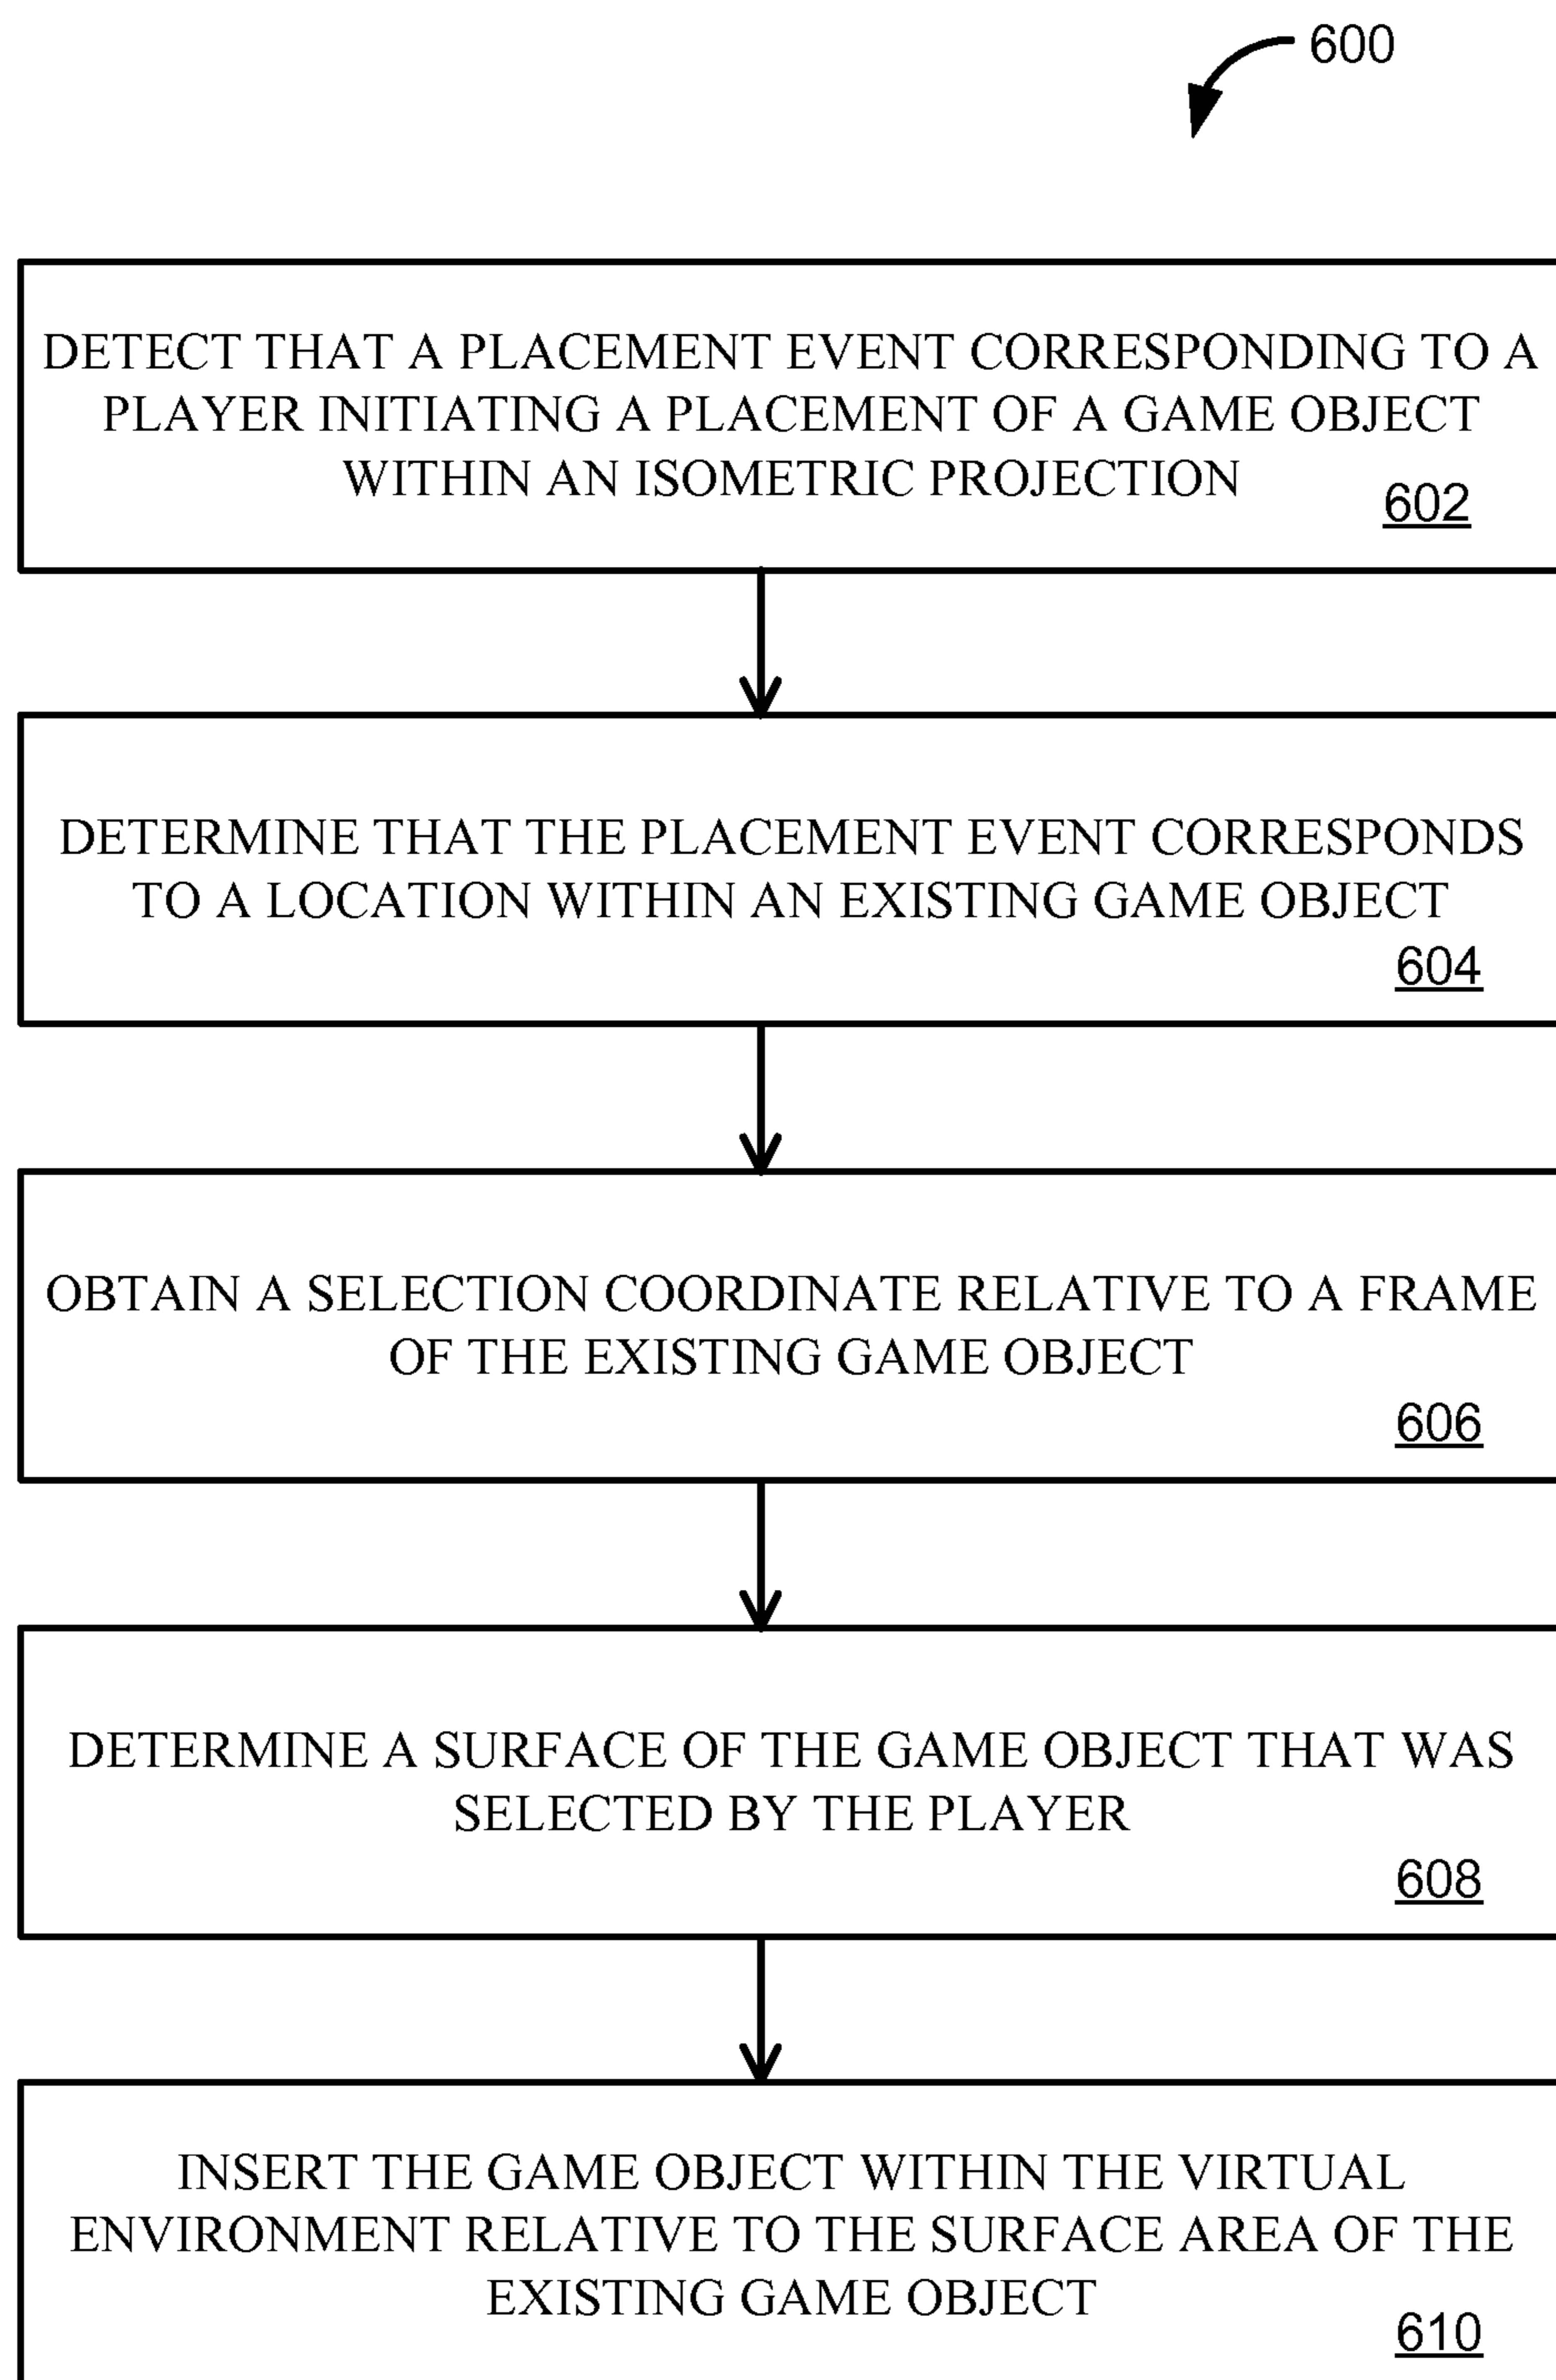 600
DETECT THAT A PLACEMENT EVENT CORRESPONDING TO A
PLAYER INITIATING A PLACEMENT OF A GAME OBJECT
WITHIN AN ISOMETRIC PROJECTION
602
DETERMINE THAT THE PLACEMENT EVENT CORRESPONDS
TO A LOCATION WITHIN AN EXISTING GAME OBJECT
604
OBTAIN A SELECTION COORDINATE RELATIVE TO A FRAME
OF THE EXISTING GAME OBJECT
606
DETERMINE A SURFACE OF THE GAME OBJECT THAT WAS
SELECTED BY THE PLAYER
608
INSERT THE GAME OBJECT WITHIN THE VIRTUAL
ENVIRONMENT RELATIVE TO THE SURFACE AREA OF THE
EXISTING GAME OBJECT
610